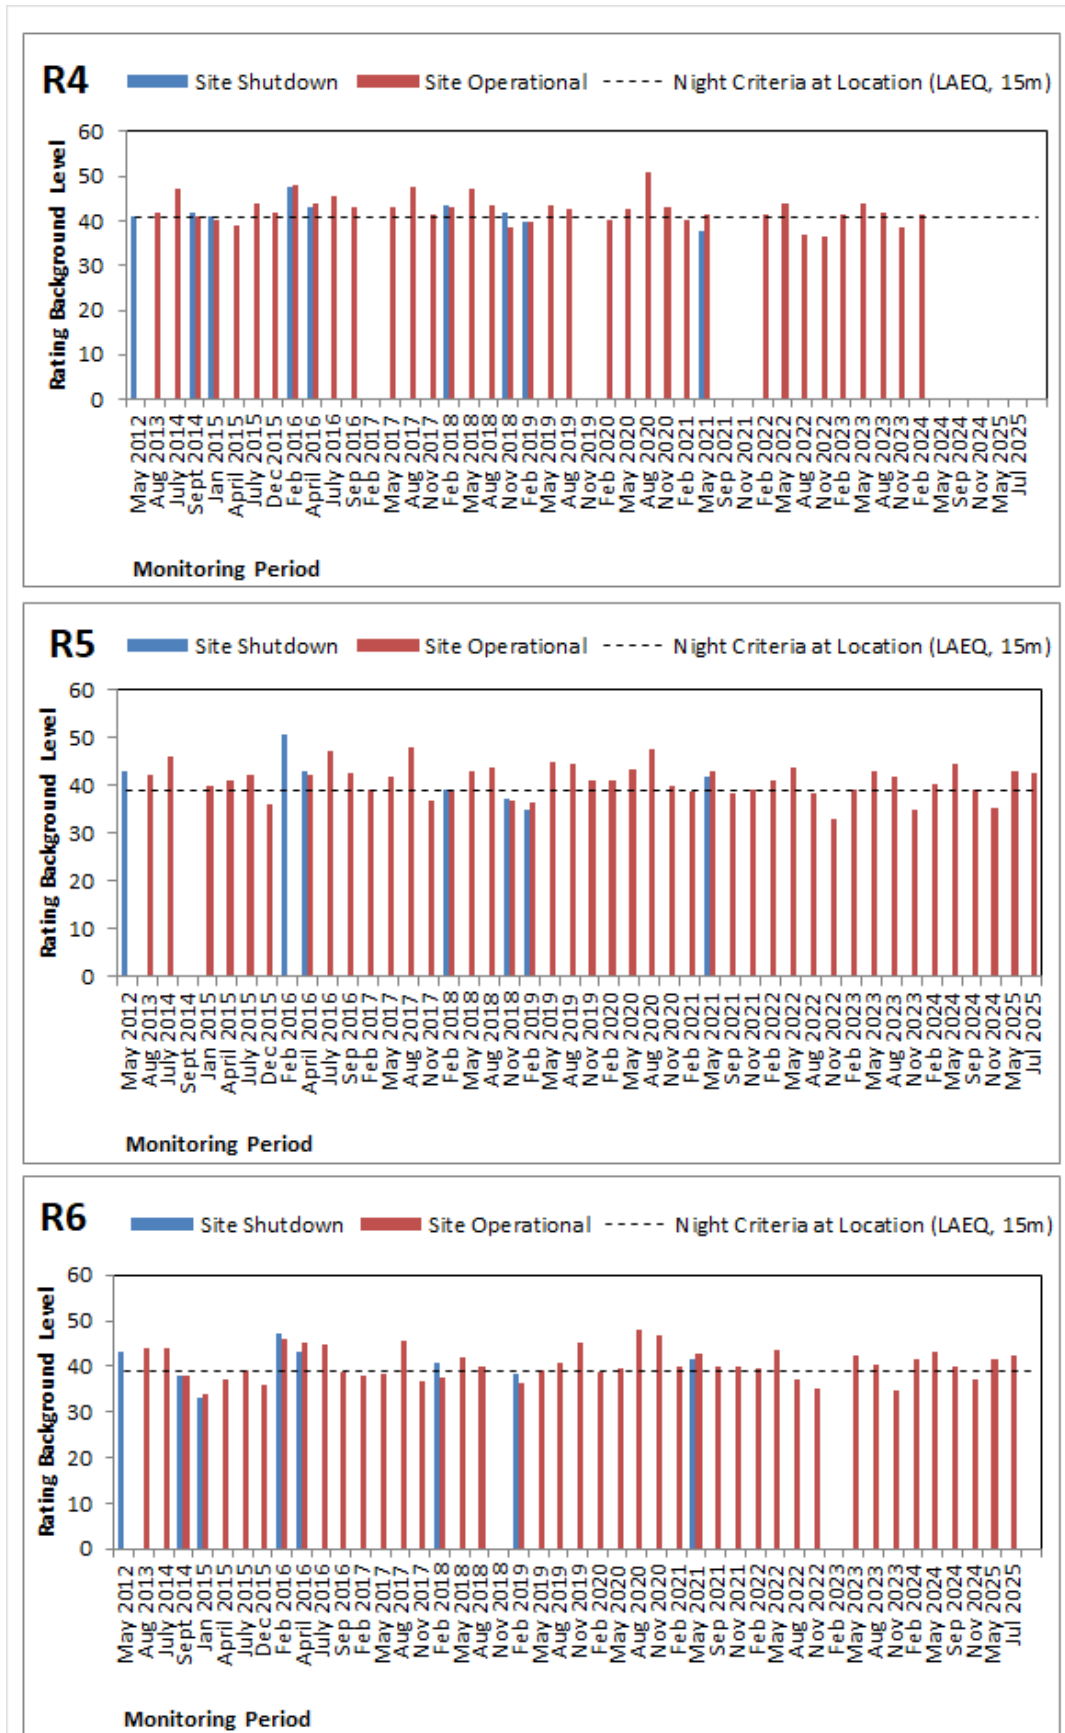 R4 Site Shutdown Site Operational Night Criteria at Location (LAEQ, 15m)
Rating Background Level
60
50
40
30
20
10
0
May 2012
Aug 2013
July 2014
Sept 2014
Jan 2015
April 2015
July 2015
Dec 2015
Feb 2016
April 2016
July 2016
Sep 2016
Feb 2017
May 2017
Aug 2017
Nov 2017
Feb 2018
May 2018
Aug 2018
Nov 2018
Feb 2019
May 2019
Aug 2019
Nov 2019
Feb 2020
May 2020
Aug 2020
Nov 2020
Feb 2021
May 2021
Sep 2021
Nov 2021
Feb 2022
May 2022
Aug 2022
Nov 2022
Feb 2023
May 2023
Aug 2023
Nov 2023
Feb 2024
May 2024
Sep 2024
Nov 2024
May 2025
Jul 2025
Monitoring Period
R5 Site Shutdown Site Operational Night Criteria at Location (LAEQ, 15m)
Rating Background Level
60
50
40
30
20
10
0
May 2012
Aug 2013
July 2014
Sept 2014
Jan 2015
April 2015
July 2015
Dec 2015
Feb 2016
April 2016
July 2016
Sep 2016
Feb 2017
May 2017
Aug 2017
Nov 2017
Feb 2018
May 2018
Aug 2018
Nov 2018
Feb 2019
May 2019
Aug 2019
Nov 2019
Feb 2020
May 2020
Aug 2020
Nov 2020
Feb 2021
May 2021
Sep 2021
Nov 2021
Feb 2022
May 2022
Aug 2022
Nov 2022
Feb 2023
May 2023
Aug 2023
Nov 2023
Feb 2024
May 2024
Sep 2024
Nov 2024
May 2025
Jul 2025
Monitoring Period
R6 Site Shutdown Site Operational Night Criteria at Location (LAEQ, 15m)
Rating Background Level
60
50
40
30
20
10
0
May 2012
Aug 2013
July 2014
Sept 2014
Jan 2015
April 2015
July 2015
Dec 2015
Feb 2016
April 2016
July 2016
Sep 2016
Feb 2017
May 2017
Aug 2017
Nov 2017
Feb 2018
May 2018
Aug 2018
Nov 2018
Feb 2019
May 2019
Aug 2019
Nov 2019
Feb 2020
May 2020
Aug 2020
Nov 2020
Feb 2021
May 2021
Sep 2021
Nov 2021
Feb 2022
May 2022
Aug 2022
Nov 2022
Feb 2023
May 2023
Aug 2023
Nov 2023
Feb 2024
May 2024
Sep 2024
Nov 2024
May 2025
Jul 2025
Monitoring Period